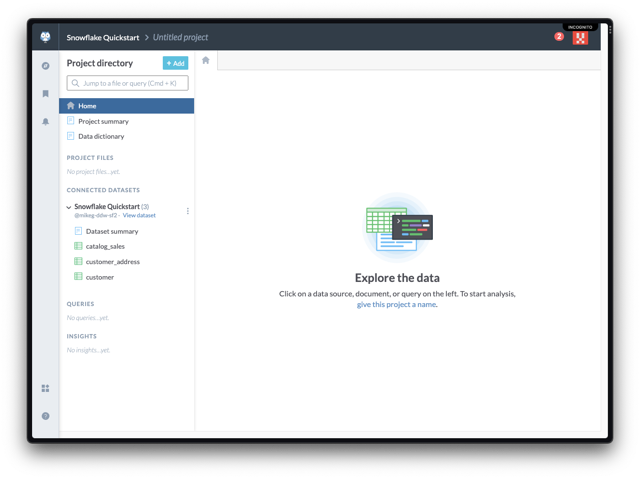 INCOGNITO
Snowflake Quickstart > Untitled project
2
Project directory
+ Add
Jump to a file or query (Cmd + K)
Home
Project summary
Data dictionary
PROJECT FILES
No project files...yet.
CONNECTED DATASETS
Snowflake Quickstart (3)
@mikeg-ddw-sf2 · View dataset
Dataset summary
catalog_sales
customer_address
customer
QUERIES
No queries...yet.
INSIGHTS
No insights...yet.
Explore the data
Click on a data source, document, or query on the left. To start analysis,
give this project a name.